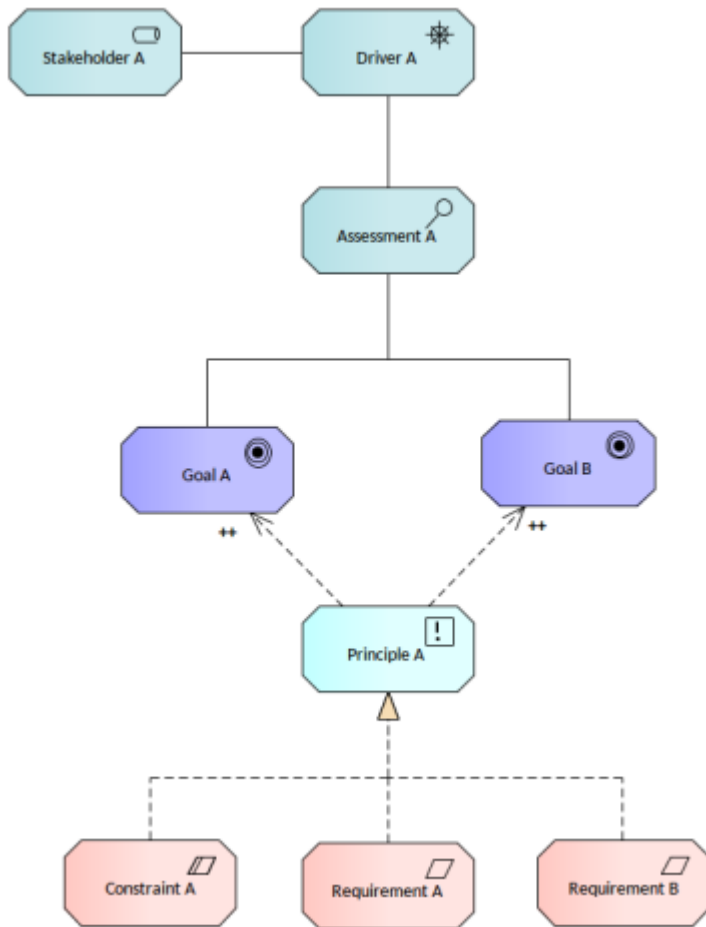 Stakeholder A
Driver A
Assessment A
Goal A
Goal B
++
++
!
Principle A
Constraint A
Requirement A
Requirement B